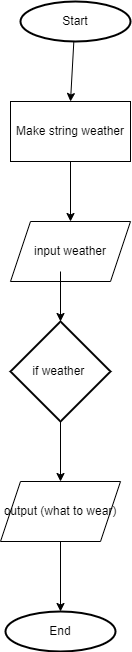 Start
Make string weather
input weather
if weather
output (what to wear)
End